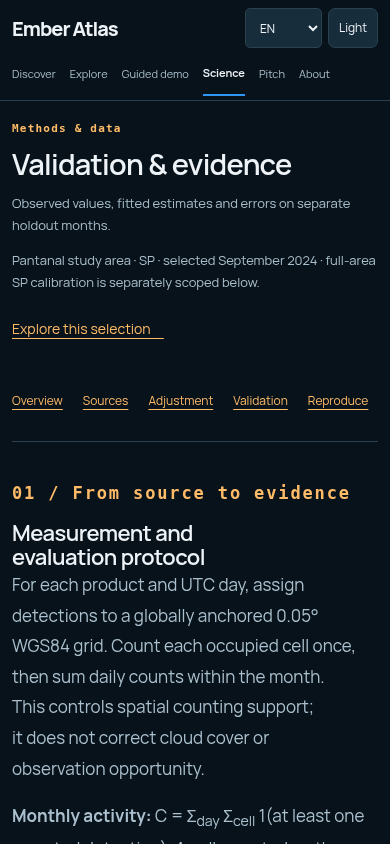 Ember Atlas
EN
Light
Discover Explore Guided demo Science Pitch About
Methods & data
Validation & evidence
Observed values, fitted estimates and errors on separate
holdout months.
Pantanal study area · SP · selected September 2024 · full-area
SP calibration is separately scoped below.
Explore this selection
Overview Sources Adjustment Validation Reproduce
01 / From source to evidence
Measurement and
evaluation protocol
For each product and UTC day, assign
detections to a globally anchored 0.05°
WGS84 grid. Count each occupied cell once,
then sum daily counts within the month.
This controls spatial counting support;
it does not correct cloud cover or
observation opportunity.
Monthly activity: C = Σday Σcell 1(at least one